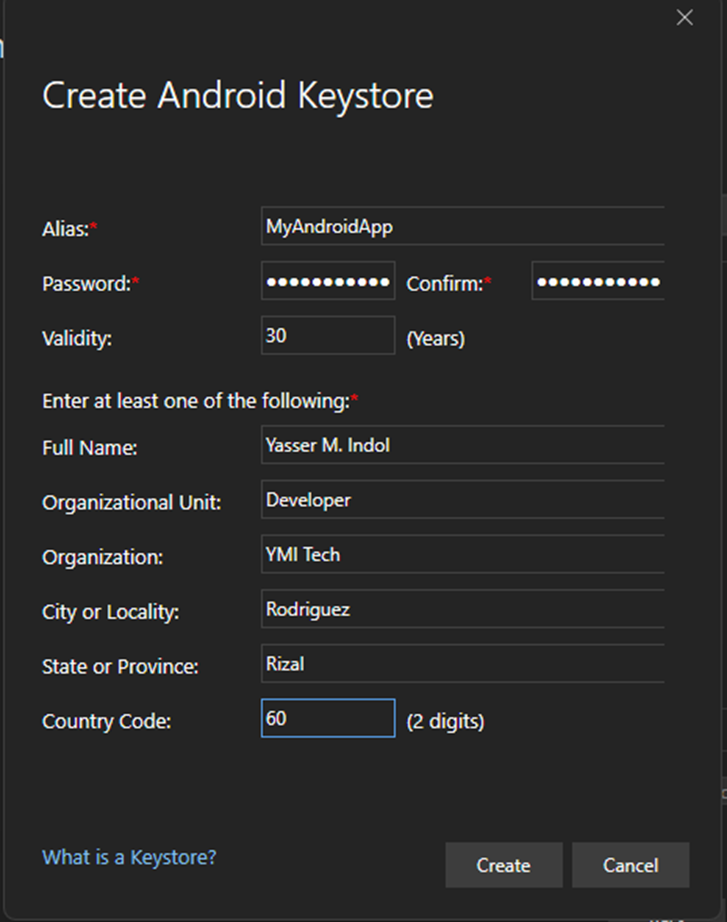 Create Android Keystore
Alias:* MyAndroidApp
Password:* ●●●●●●●●●●● Confirm:* ●●●●●●●●●●●
Validity: 30 (Years)
Enter at least one of the following:*
Full Name: Yasser M. Indol
Organizational Unit: Developer
Organization: YMI Tech
City or Locality: Rodriguez
State or Province: Rizal
Country Code: 60 (2 digits)
What is a Keystore? Create Cancel